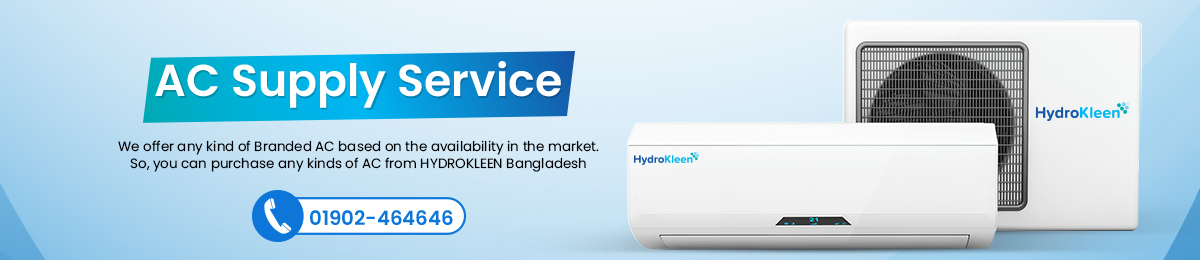 AC Supply Service
We offer any kind of Branded AC based on the availability in the market.
So, you can purchase any kinds of AC from HYDROKLEEN Bangladesh
01902-464646
HydroKleen
HydroKleen
21